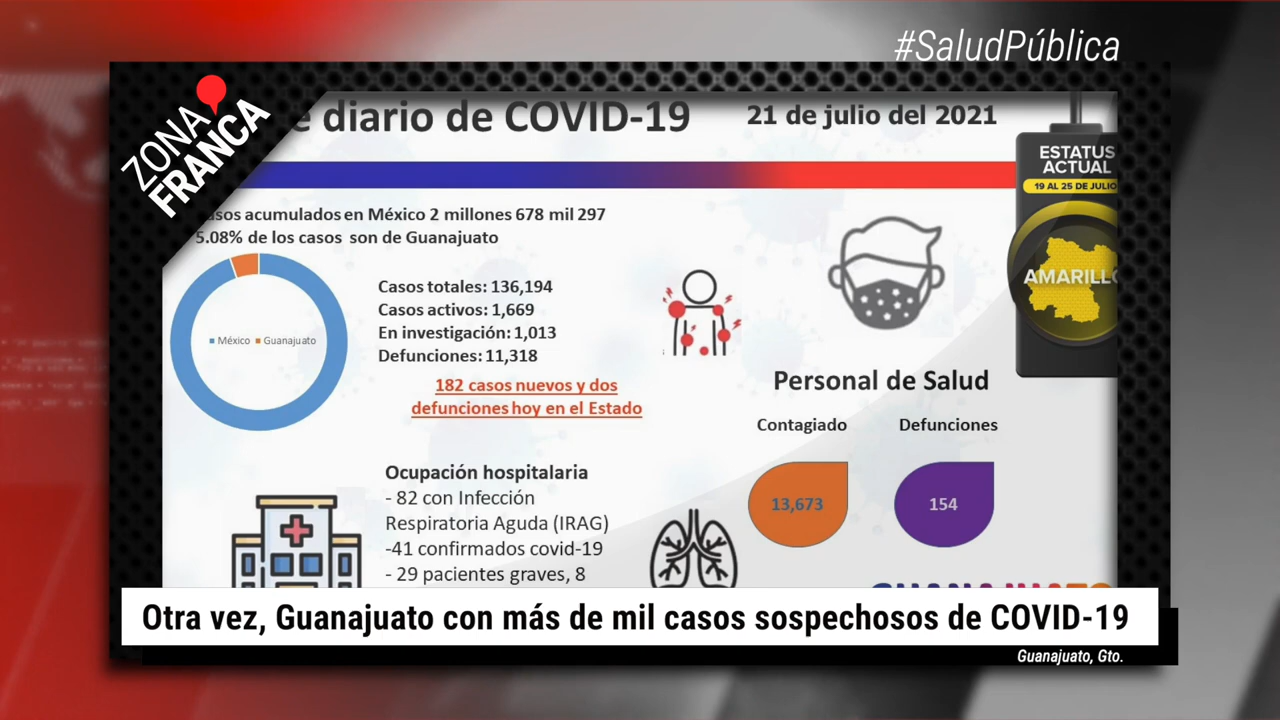 #SaludPública
ZONA
FRANCA
diario de COVID-19
21 de julio del 2021
ESTATUS
ACTUAL
19 AL 25 DE JULIO
AMARILLO
acumulados en México 2 millones 678 mil 297
5.08% de los casos son de Guanajuato
México Guanajuato
Casos totales: 136,194
Casos activos: 1,669
En investigación: 1,013
Defunciones: 11,318
182 casos nuevos y dos
defunciones hoy en el Estado
Personal de Salud
Contagiado Defunciones
13,673 154
Ocupación hospitalaria
- 82 con Infección
Respiratoria Aguda (IRAG)
-41 confirmados covid-19
- 29 pacientes graves, 8
Otra vez, Guanajuato con más de mil casos sospechosos de COVID-19
Guanajuato, Gto.